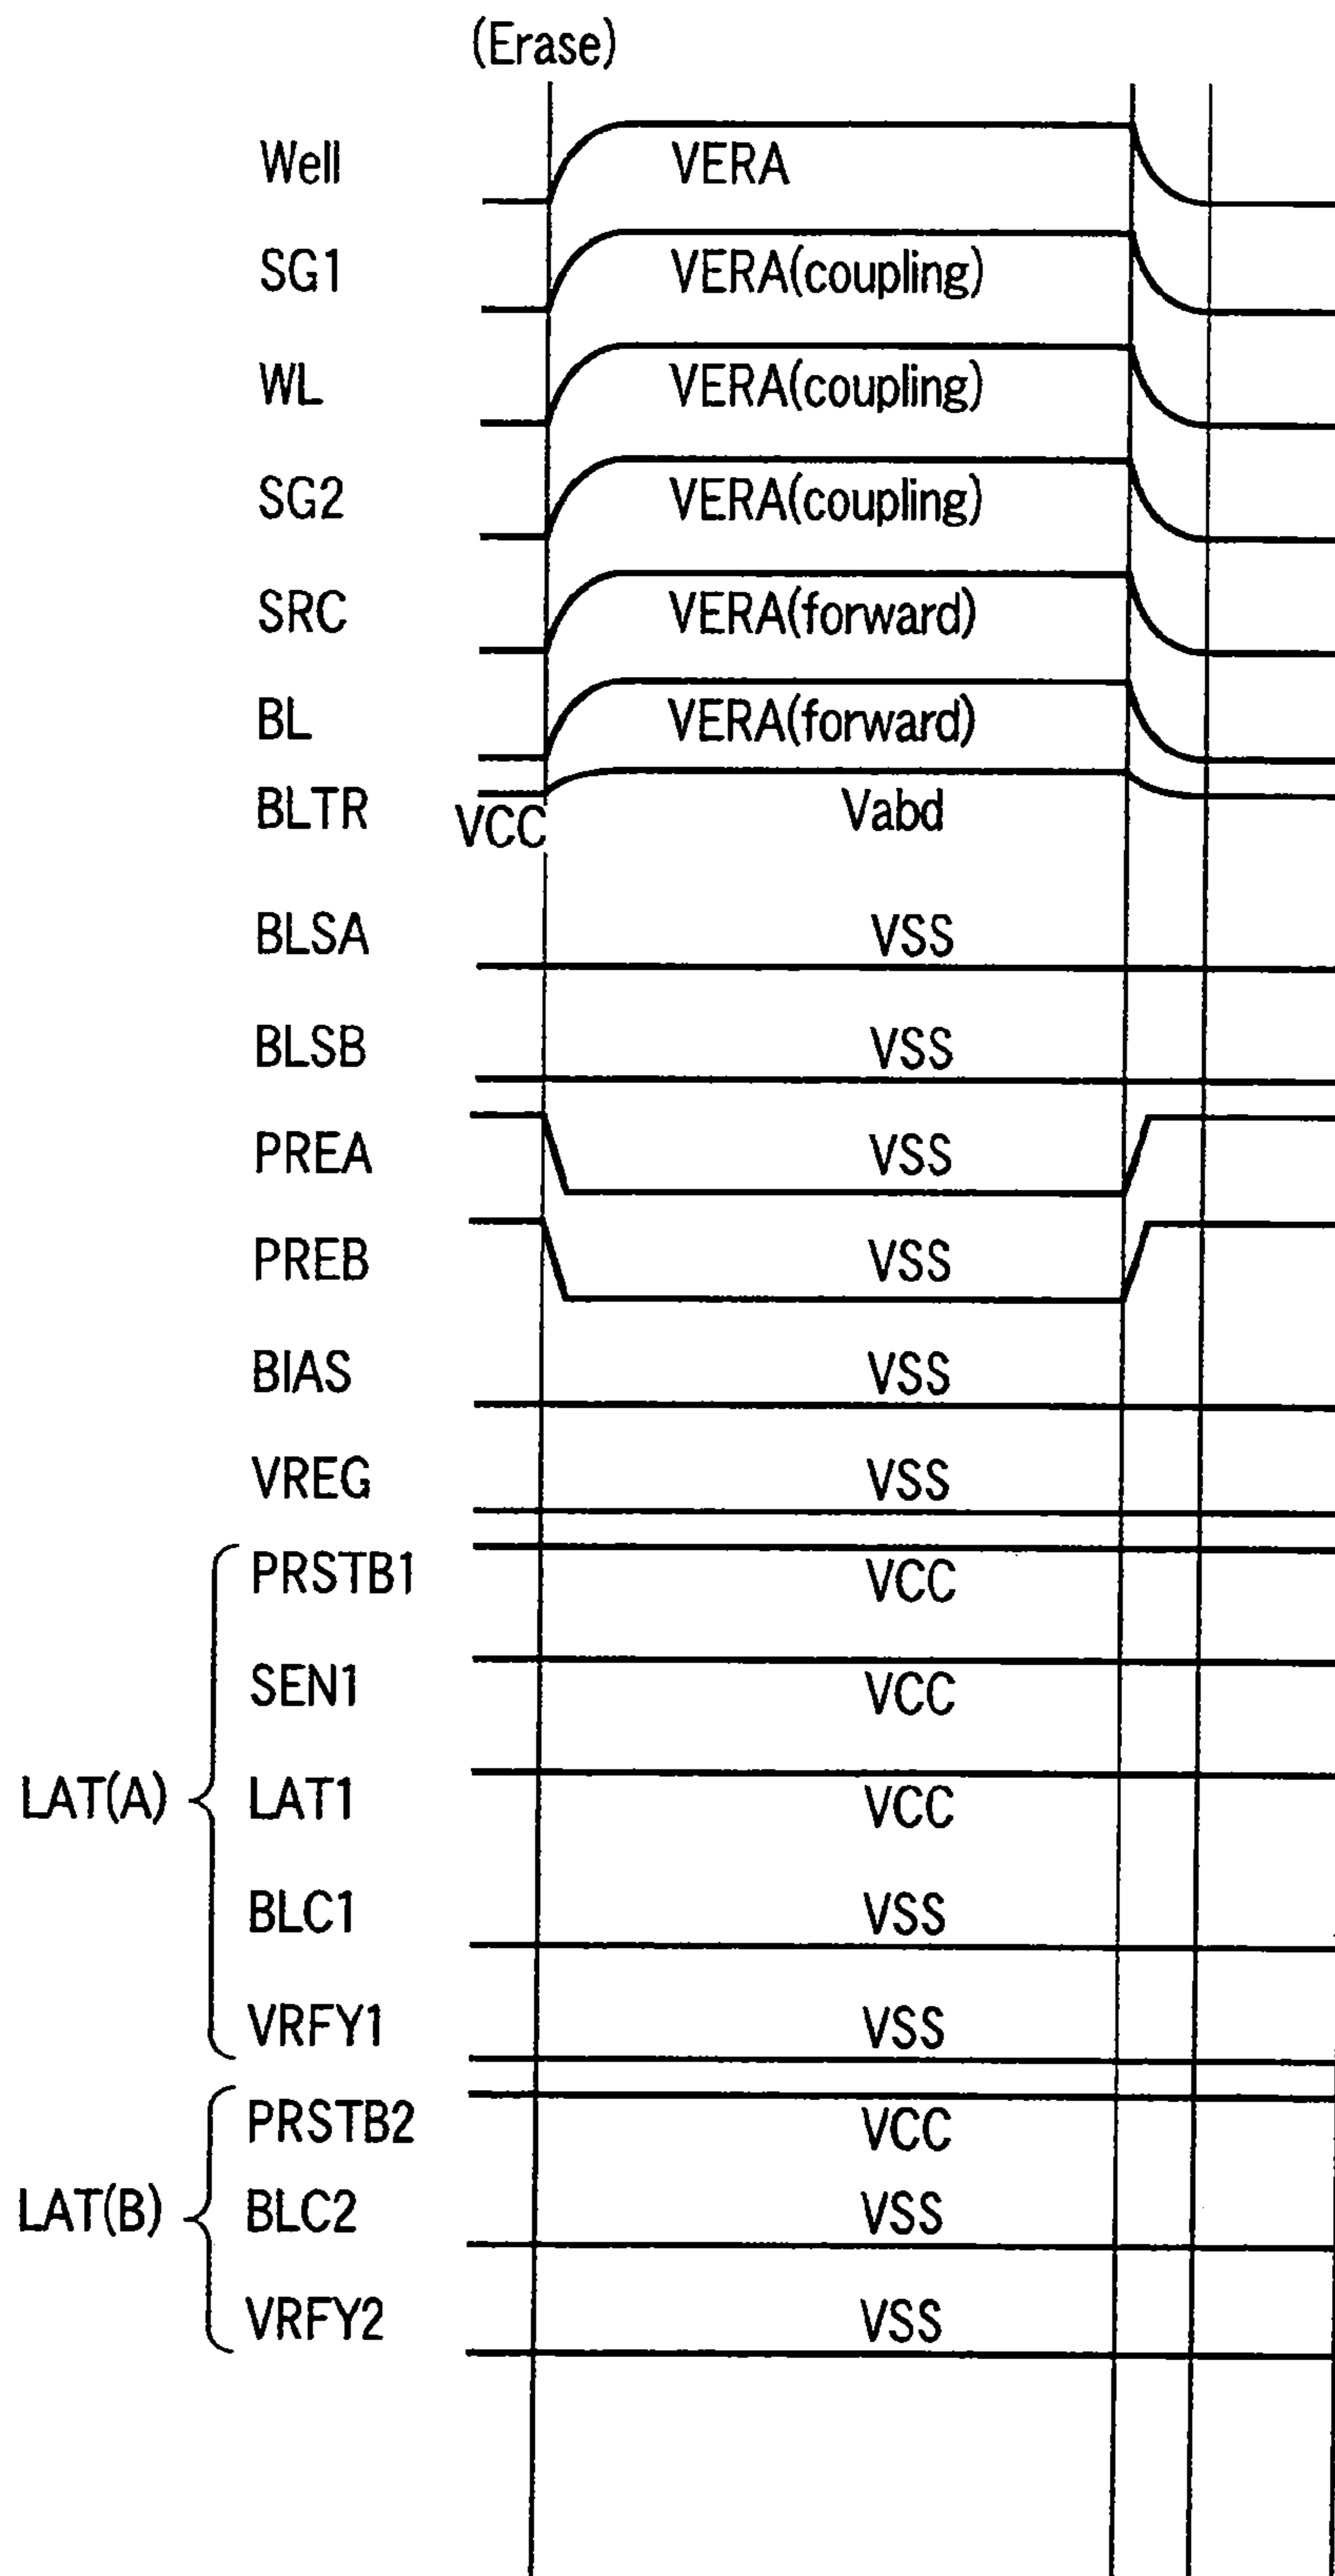 (Erase)
Well VERA
SG1 VERA(coupling)
WL VERA(coupling)
SG2 VERA(coupling)
SRC VERA(forward)
BL VERA(forward)
BLTR VCC Vabd
BLSA VSS
BLSB VSS
PREA VSS
PREB VSS
BIAS VSS
VREG VSS
PRSTB1 VCC
SEN1 VCC
LAT(A) LAT1 VCC
BLC1 VSS
VRFY1 VSS
PRSTB2 VCC
LAT(B) BLC2 VSS
VRFY2 VSS